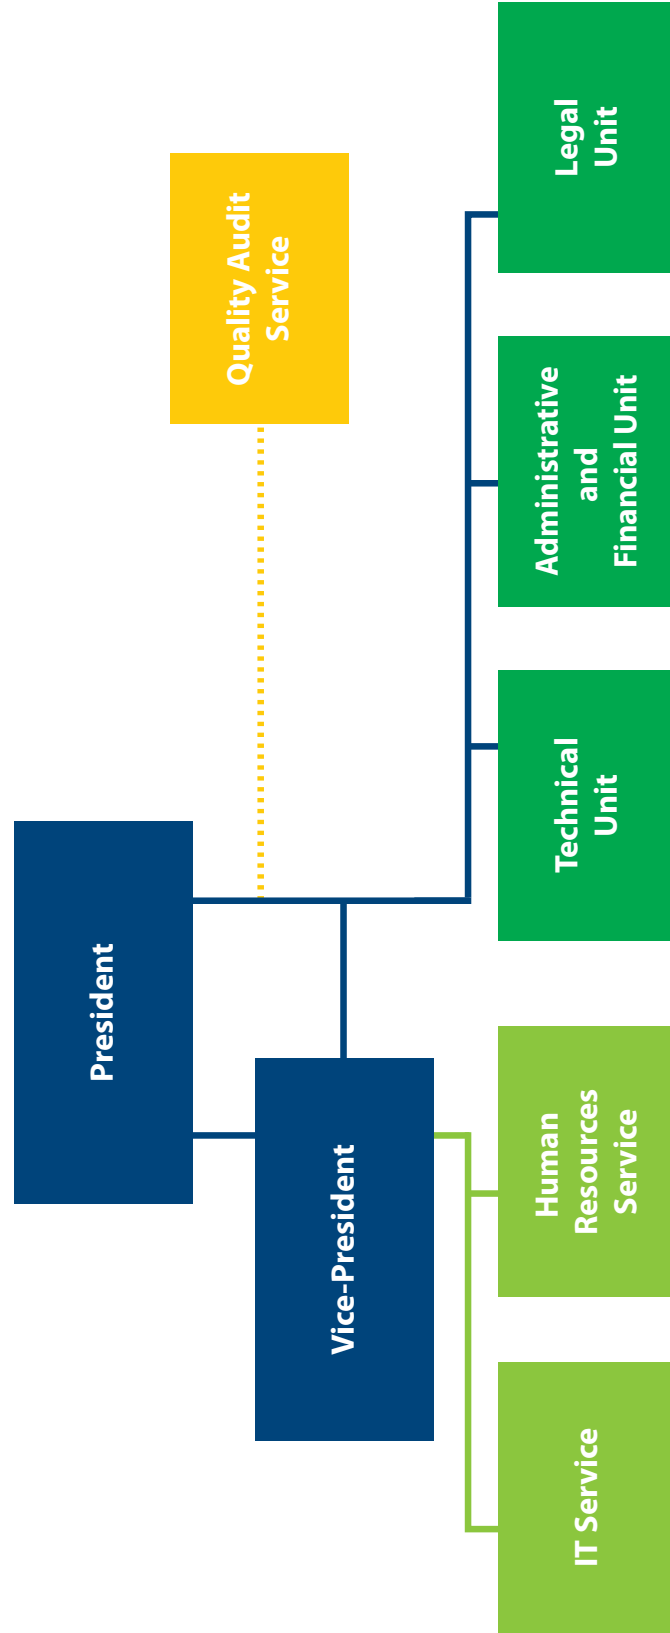 President
Vice-President
Quality Audit
Service
IT Service
Human
Resources
Service
Technical
Unit
Administrative
and
Financial Unit
Legal
Unit